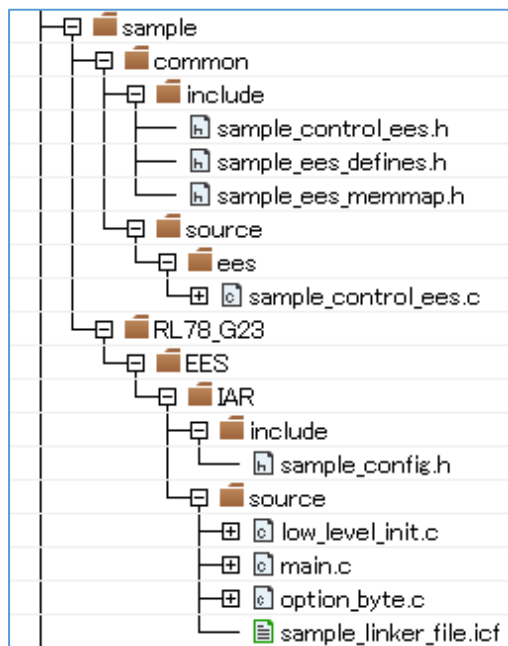 sample
common
include
sample_control_ees.h
sample_ees_defines.h
sample_ees_memmap.h
source
ees
sample_control_ees.c
RL78_G23
EES
IAR
include
sample_config.h
source
low_level_init.c
main.c
option_byte.c
sample_linker_file.icf